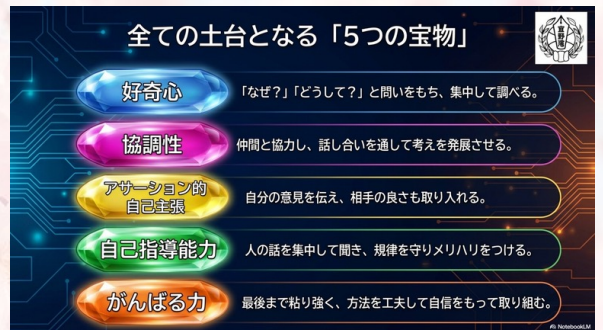 全ての土台となる「5つの宝物」
宜野湾
好奇心
「なぜ？」「どうして？」と問いをもち、集中して調べる。
協調性
仲間と協力し、話し合いを通して考えを発展させる。
アサーション的
自己主張
自分の意見を伝え、相手の良さも取り入れる。
自己指導能力
人の話を集中して聞き、規律を守りメリハリをつける。
がんばる力
最後まで粘り強く、方法を工夫して自信をもって取り組む。
NotebookLM